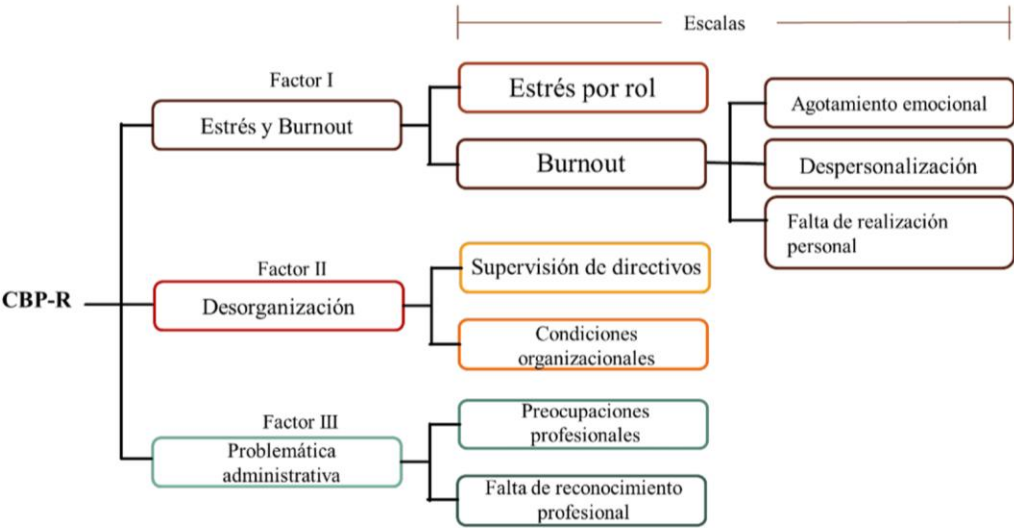 Escalas
Factor I
Estrés y Burnout
Estrés por rol
Burnout
Agotamiento emocional
Despersonalización
Falta de realización
personal
CBP-R
Factor II
Desorganización
Supervisión de directivos
Condiciones
organizacionales
Factor III
Problemática
administrativa
Preocupaciones
profesionales
Falta de reconocimiento
profesional